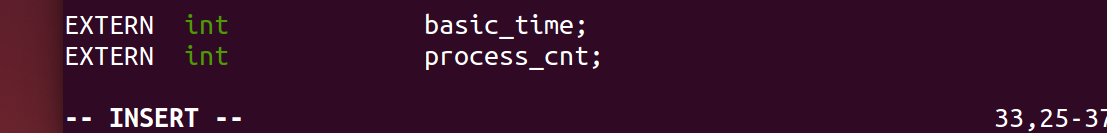 EXTERN  int             basic_time;
EXTERN  int             process_cnt;
-- INSERT --                                                  33,25-37